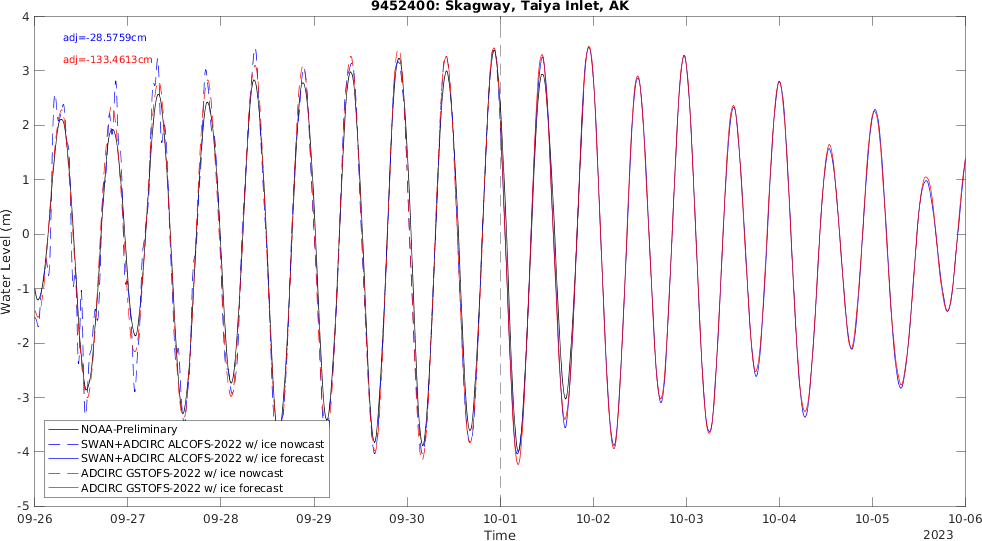 9452400: Skagway, Taiya Inlet, AK
adj=-28.5759cm
adj=-133.4613cm
Water Level (m)
4
3
2
1
0
-1
-2
-3
-4
-5
NOAA-Preliminary
SWAN+ADCIRC ALCOFS-2022 w/ ice nowcast
SWAN+ADCIRC ALCOFS-2022 w/ ice forecast
ADCIRC GSTOFS-2022 w/ ice nowcast
ADCIRC GSTOFS-2022 w/ ice forecast
09-26 09-27 09-28 09-29 09-30 10-01 10-02 10-03 10-04 10-05 10-06
Time
2023